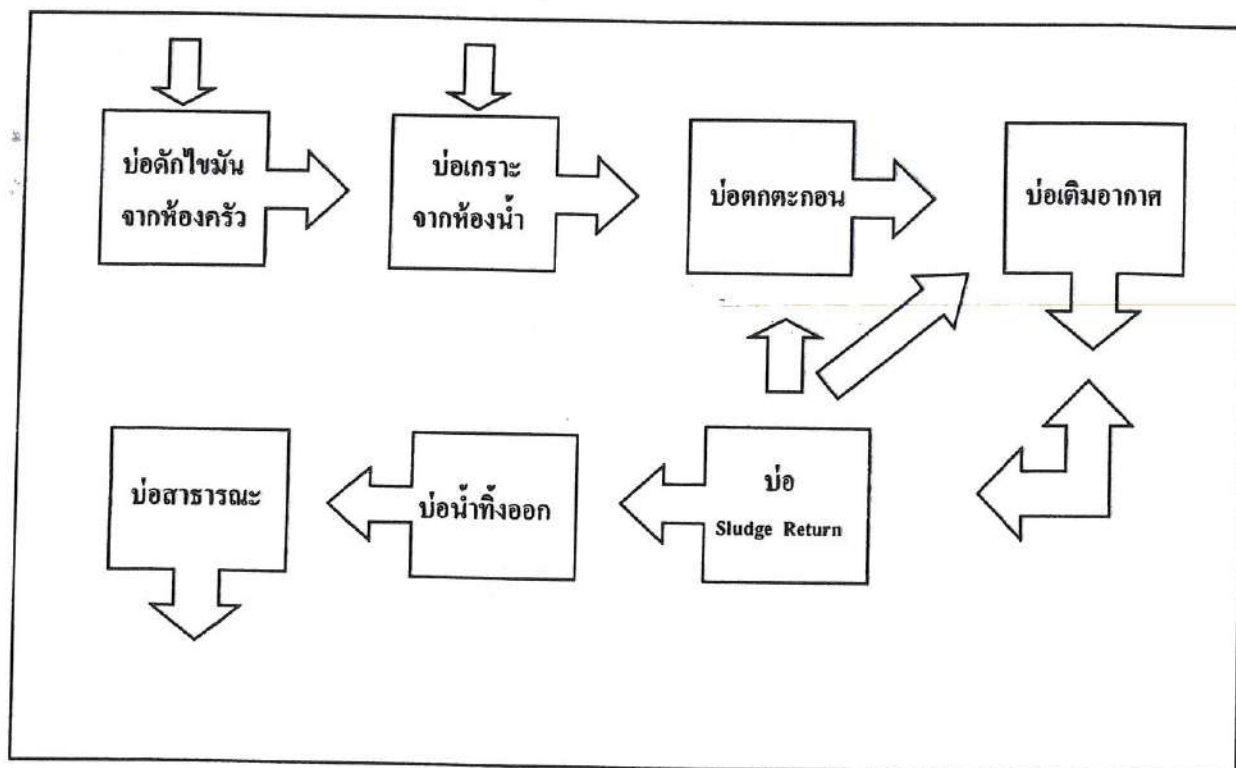 บ่อดักไขมัน
จากห้องครัว
บ่อเกราะ
จากห้องน้ำ
บ่อตกตะกอน
บ่อเติมอากาศ
บ่อสาธารณะ
บ่อน้ำทิ้งออก
บ่อ
Sludge Return